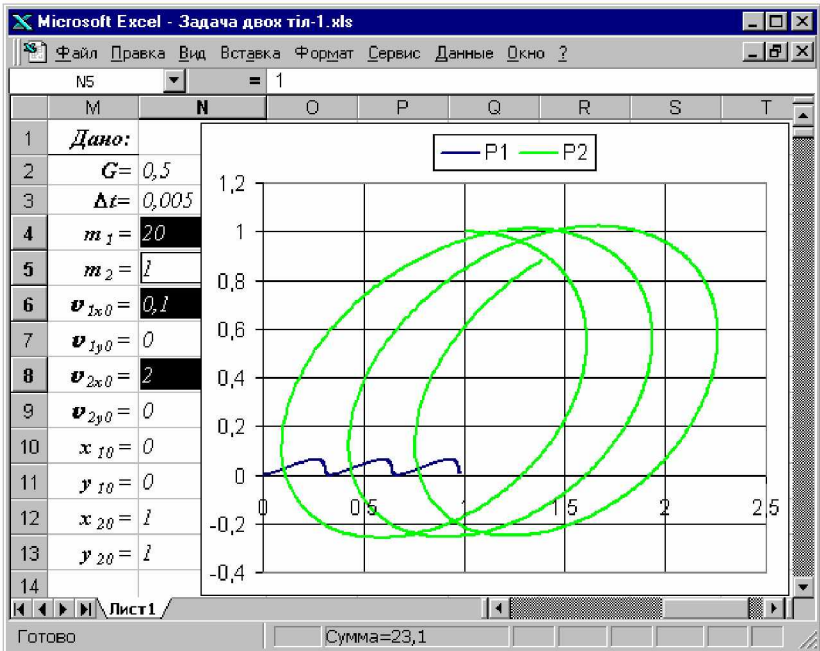 Microsoft Excel - Задача двох тіл-1.xls
Файл Правка Вид Вставка Формат Сервис Данные Окно ?
N5 = 1
M N O P Q R S T
1 Дано:
2 G= 0,5
3 Δt= 0,005
4 m 1 = 20
5 m 2 = 1
6 v 1x0 = 0,1
7 v 1y0 = 0
8 v 2x0 = 2
9 v 2y0 = 0
10 x 10 = 0
11 y 10 = 0
12 x 20 = 1
13 y 20 = 1
14
P1 P2
1,2
1
0,8
0,6
0,4
0,2
0
-0,2
-0,4
0 0,5 1 1,5 2 2,5
Лист1
Готово Сумма=23,1